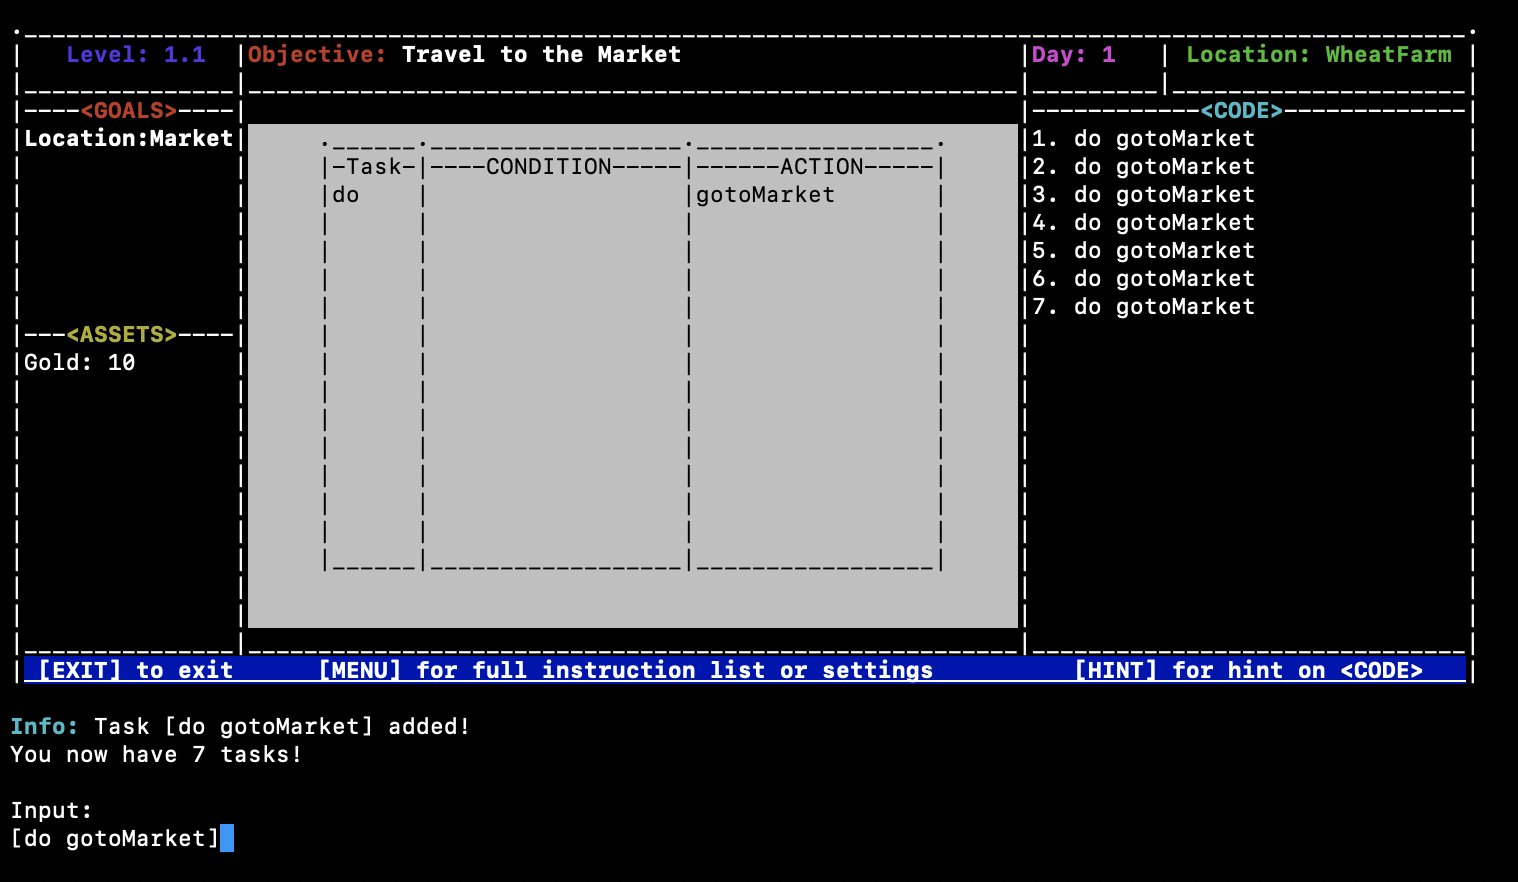 Level: 1.1
Objective: Travel to the Market
Day: 1
Location: WheatFarm
----<GOALS>----
Location:Market
---<ASSETS>----
Gold: 10
-Task-|----CONDITION-----|------ACTION-----
do
gotoMarket
------------<CODE>-------------
1. do gotoMarket
2. do gotoMarket
3. do gotoMarket
4. do gotoMarket
5. do gotoMarket
6. do gotoMarket
7. do gotoMarket
[EXIT] to exit [MENU] for full instruction list or settings [HINT] for hint on <CODE>
Info: Task [do gotoMarket] added!
You now have 7 tasks!
Input:
[do gotoMarket]